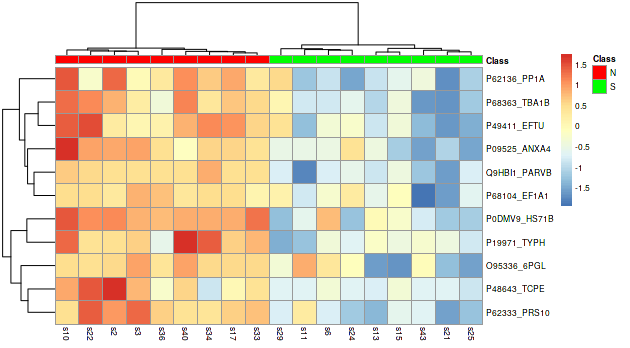 Class
P62136_PP1A
P68363_TBA1B
P49411_EFTU
P09525_ANXA4
Q9HBI1_PARVB
P68104_EF1A1
P0DMV9_HS71B
P19971_TYPH
O95336_6PGL
P48643_TCPE
P62333_PRS10
s10 s22 s2 s3 s36 s40 s34 s17 s33 s29 s11 s6 s24 s13 s15 s43 s21 s25
1.5
1
0.5
0
-0.5
-1
-1.5
Class
N
S